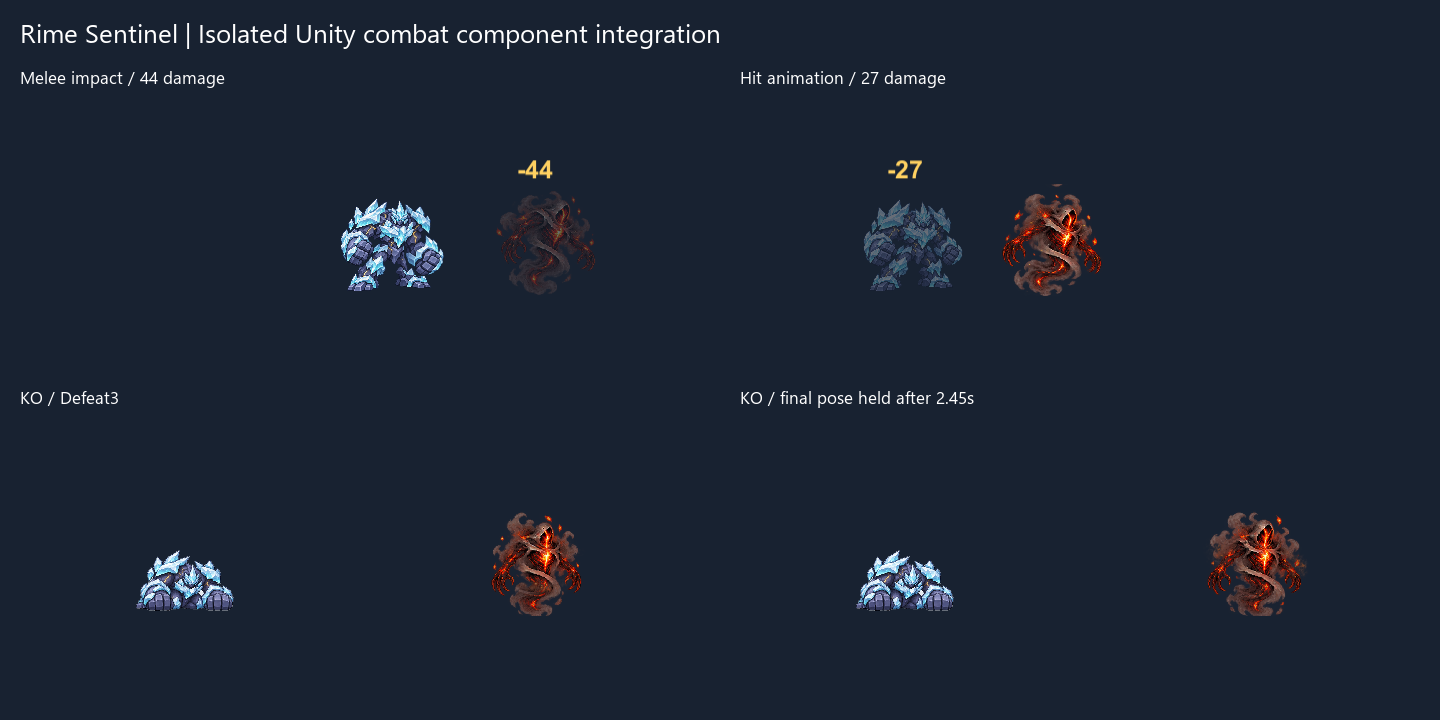 Rime Sentinel | Isolated Unity combat component integration
Melee impact / 44 damage
Hit animation / 27 damage
-44
-27
KO / Defeat3
KO / final pose held after 2.45s